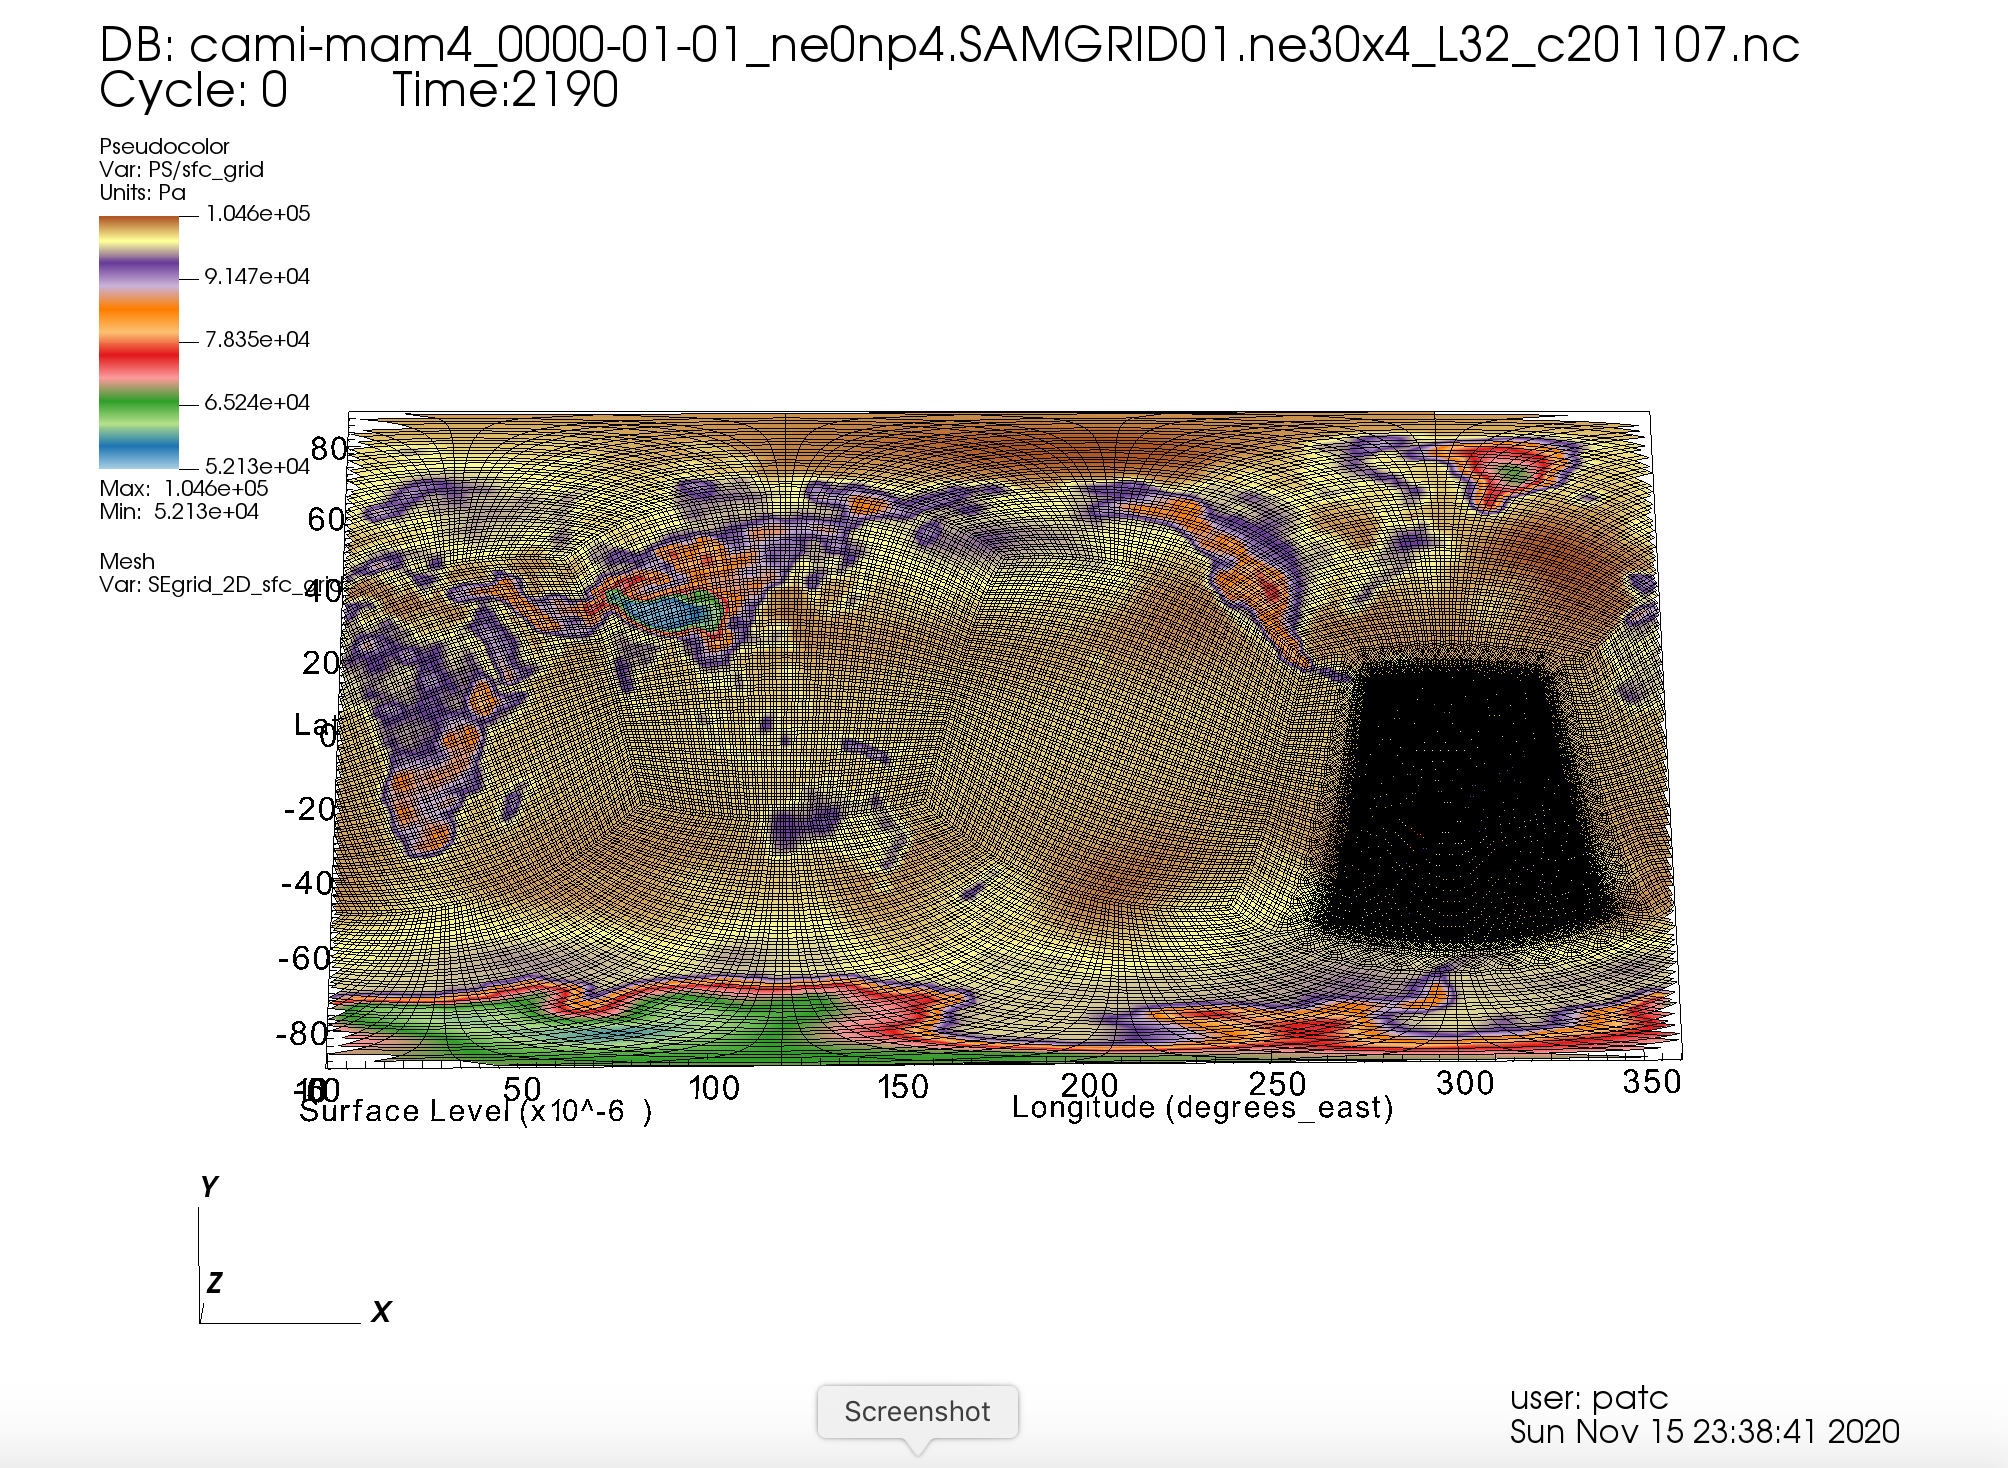 DB: cami-mam4_0000-01-01_ne0np4.SAMGRID01.ne30x4_L32_c201107.nc
Cycle: 0 Time:2190
Pseudocolor
Var: PS/sfc_grid
Units: Pa
1.046e+05
9.147e+04
7.835e+04
6.524e+04
5.213e+04
Max: 1.046e+05
Min: 5.213e+04
Mesh
Var: SEgrid_2D_sfc_grid
80
60
40
20
Lat
0
-20
-40
-60
-80
50 100 150 200 250 300 350
Surface Level (x10^-6 )
Longitude (degrees_east)
Y
Z
X
Screenshot
user: patc
Sun Nov 15 23:38:41 2020